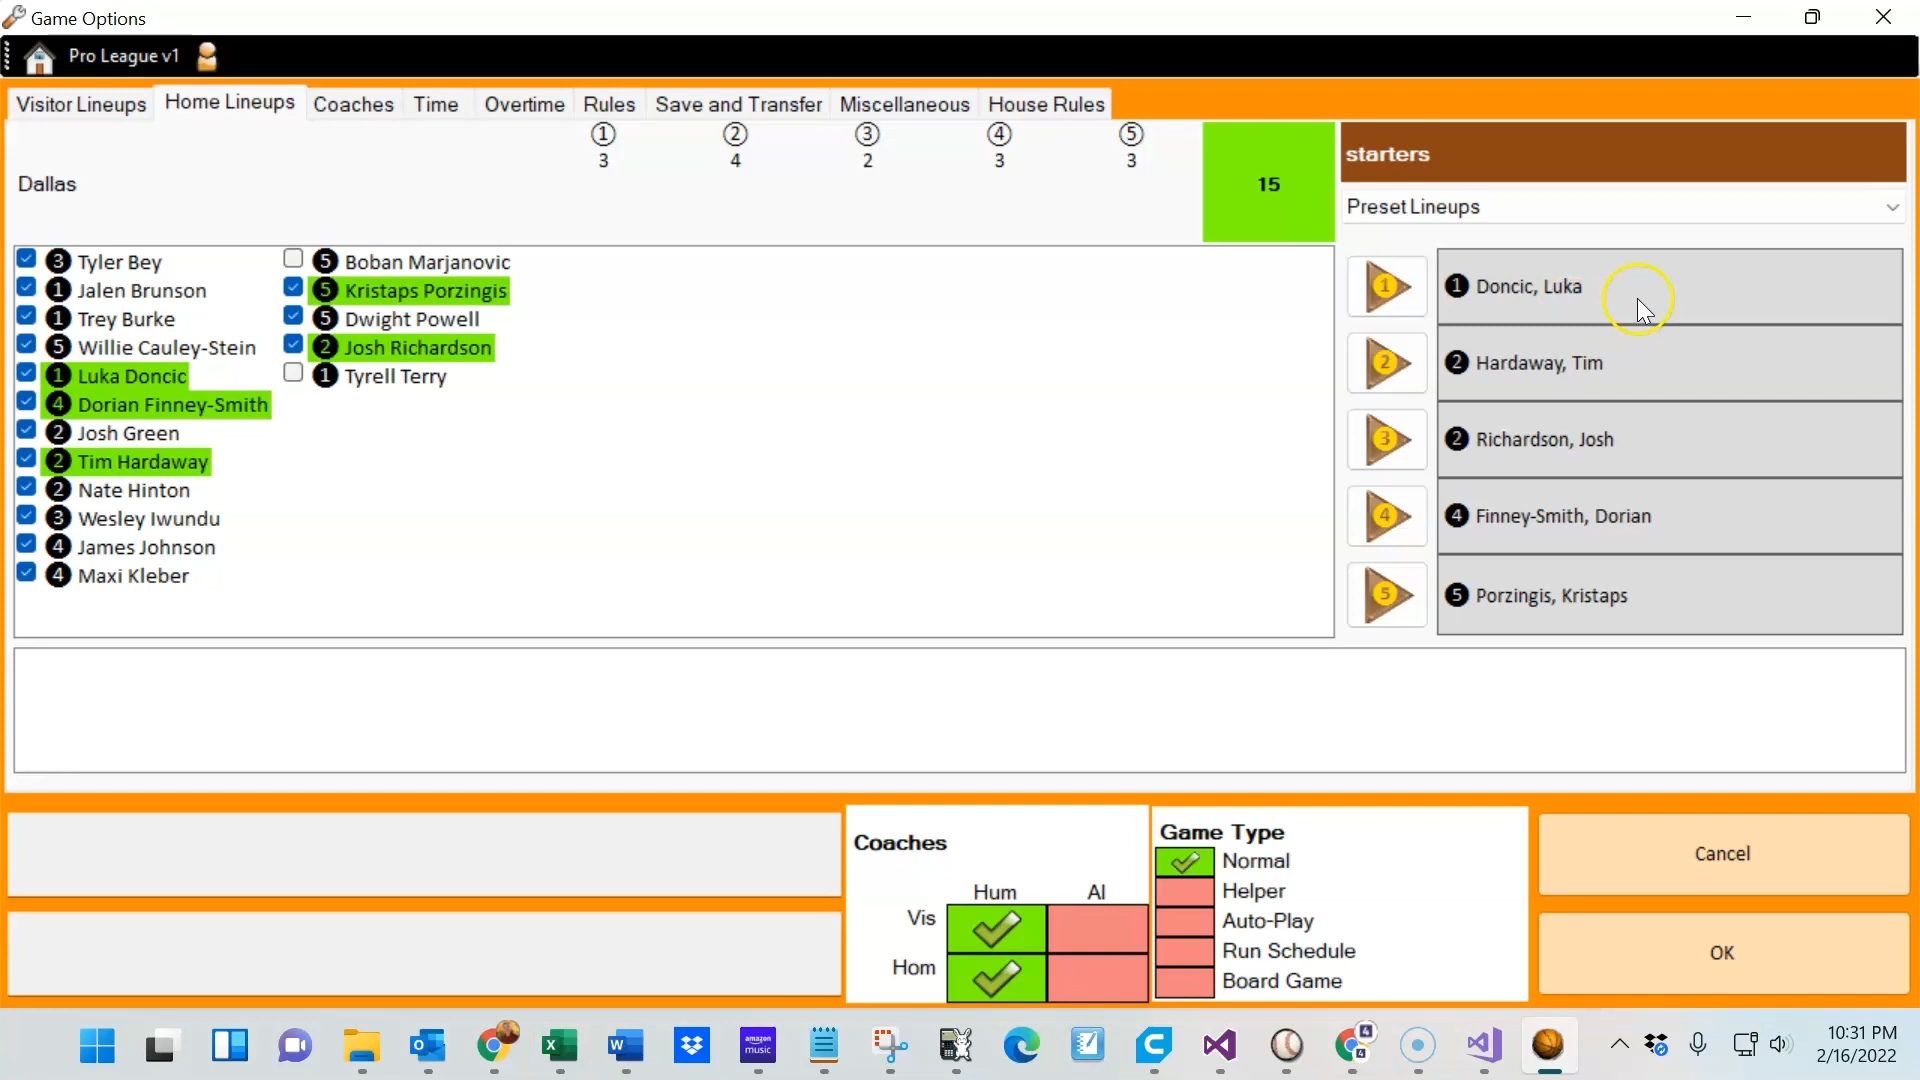 Game Options
Pro League v1
Visitor Lineups Home Lineups Coaches Time Overtime Rules Save and Transfer Miscellaneous House Rules
1 2 3 4 5
3 4 2 3 3
Dallas
15
starters
Preset Lineups
3 Tyler Bey
1 Jalen Brunson
1 Trey Burke
5 Willie Cauley-Stein
1 Luka Doncic
4 Dorian Finney-Smith
2 Josh Green
2 Tim Hardaway
2 Nate Hinton
3 Wesley Iwundu
4 James Johnson
4 Maxi Kleber
5 Boban Marjanovic
5 Kristaps Porzingis
5 Dwight Powell
2 Josh Richardson
1 Tyrell Terry
1 1 Doncic, Luka
2 2 Hardaway, Tim
3 2 Richardson, Josh
4 4 Finney-Smith, Dorian
5 5 Porzingis, Kristaps
Coaches
Hum AI
Vis
Hom
Game Type
Normal
Helper
Auto-Play
Run Schedule
Board Game
Cancel
OK
amazon music
4
4
10:31 PM
2/16/2022